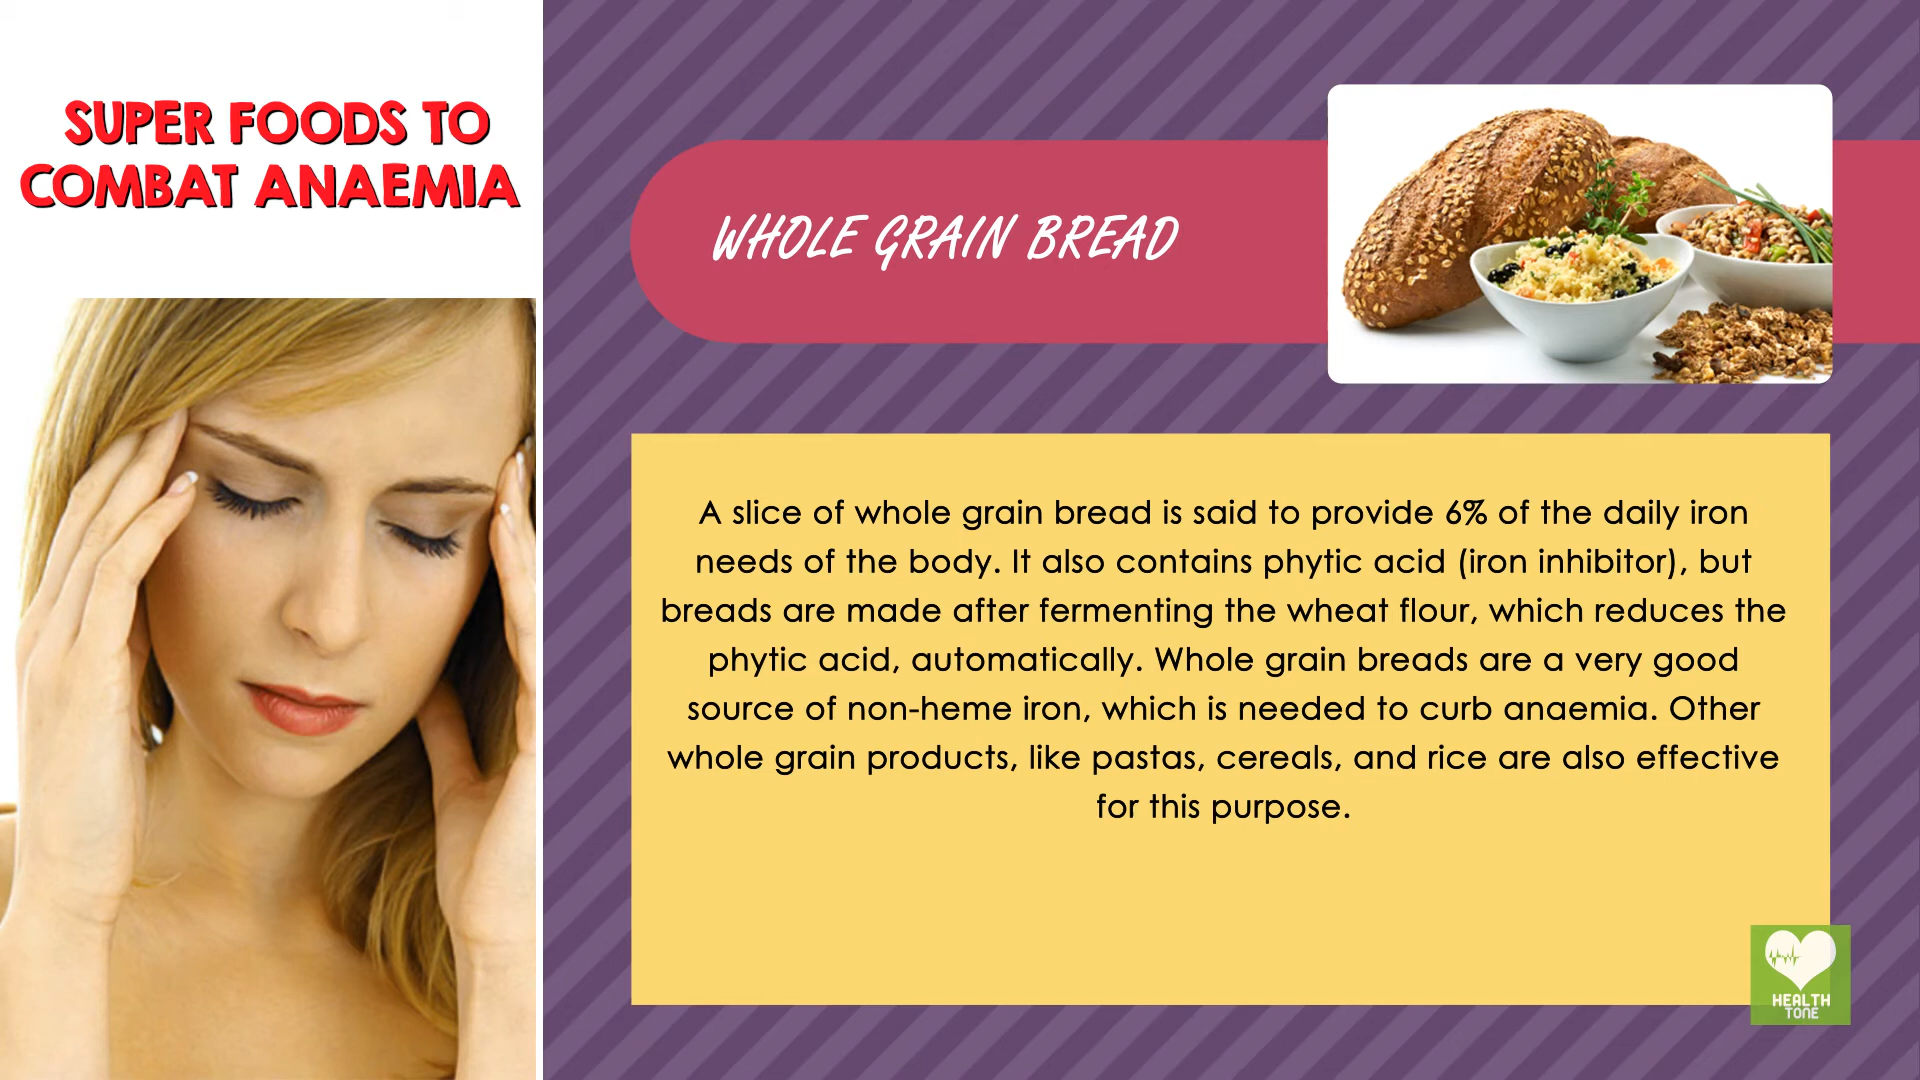 SUPER FOODS TO
COMBAT ANAEMIA
WHOLE GRAIN BREAD
A slice of whole grain bread is said to provide 6% of the daily iron
needs of the body. It also contains phytic acid (iron inhibitor), but
breads are made after fermenting the wheat flour, which reduces the
phytic acid, automatically. Whole grain breads are a very good
source of non-heme iron, which is needed to curb anaemia. Other
whole grain products, like pastas, cereals, and rice are also effective
for this purpose.
HEALTH
TONE